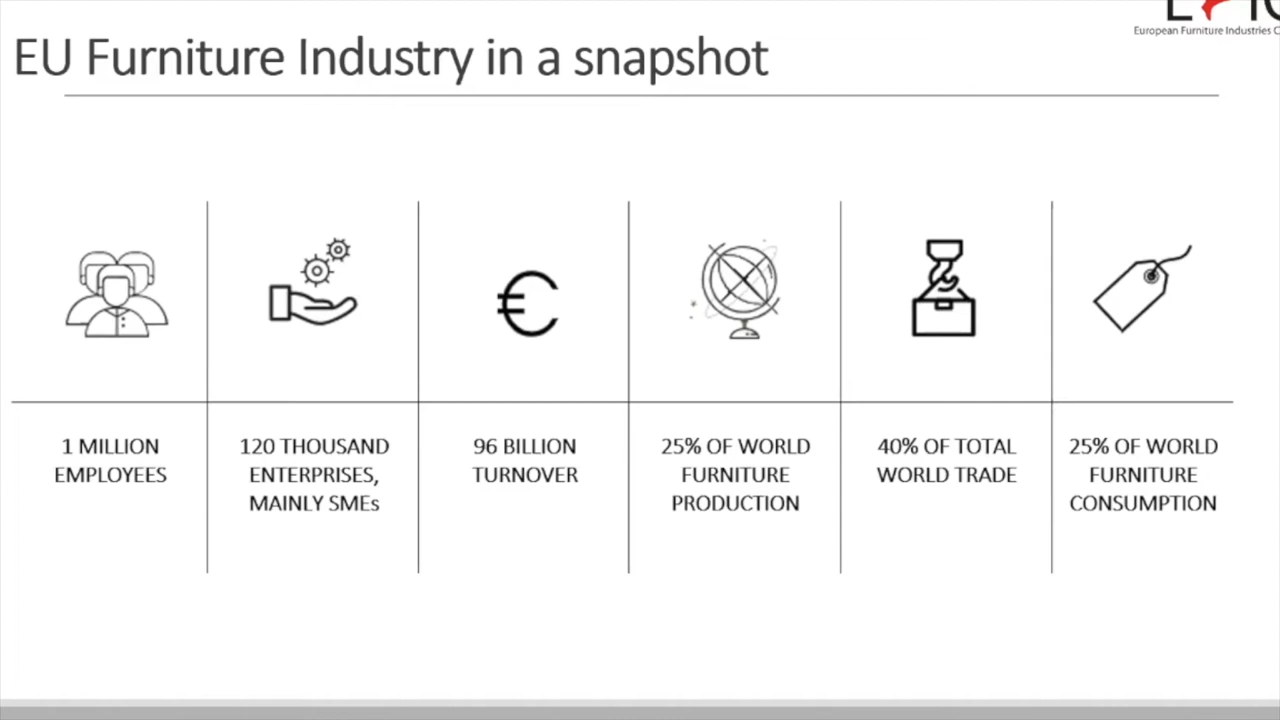 European Furniture Industries
EU Furniture Industry in a snapshot
1 MILLION
EMPLOYEES
120 THOUSAND
ENTERPRISES,
MAINLY SMEs
€
96 BILLION
TURNOVER
25% OF WORLD
FURNITURE
PRODUCTION
40% OF TOTAL
WORLD TRADE
25% OF WORLD
FURNITURE
CONSUMPTION